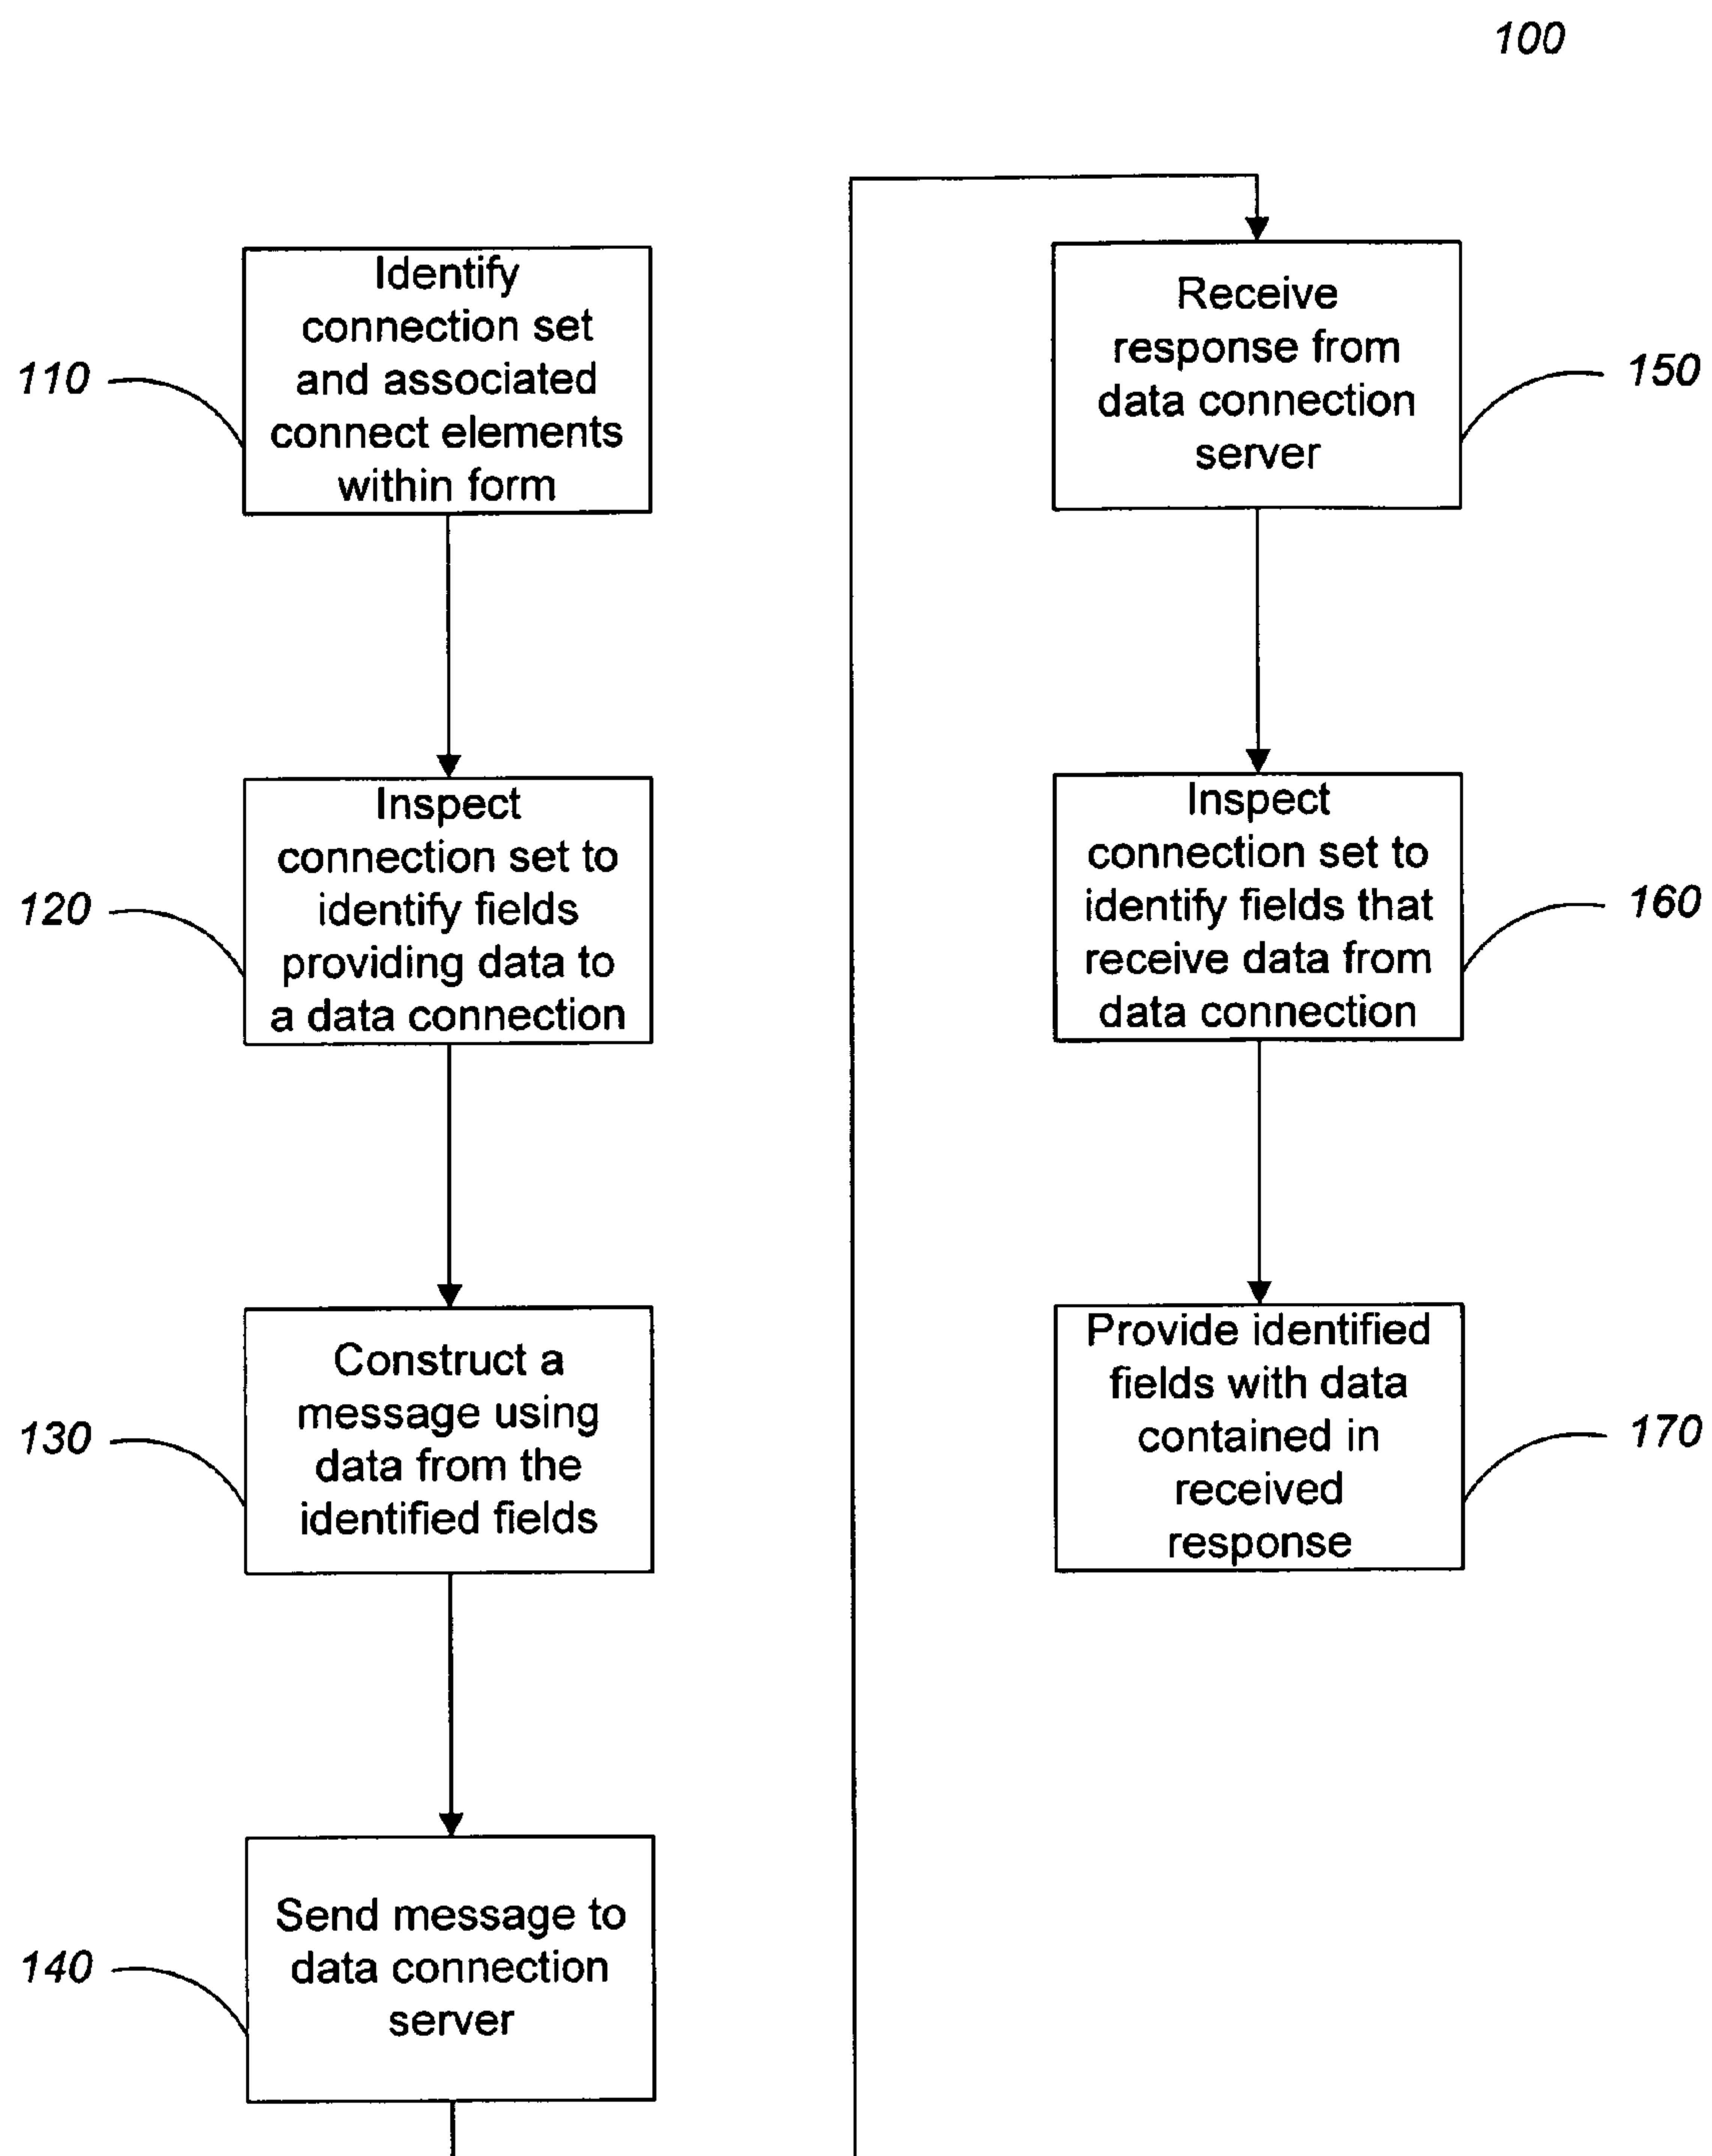 100
110
Identify
connection set
and associated
connect elements
within form
120
Inspect
connection set to
identify fields
providing data to
a data connection
130
Construct a
message using
data from the
identified fields
140
Send message to
data connection
server
150
Receive
response from
data connection
server
160
Inspect
connection set to
identify fields that
receive data from
data connection
170
Provide identified
fields with data
contained in
received
response